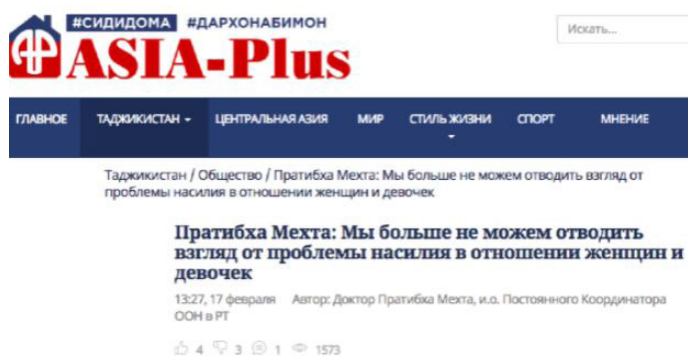 #СИДИДОМА #ДАРХОНАБИМОН
ASIA-Plus
Искать...
ГЛАВНОЕ ТАДЖИКИСТАН ЦЕНТРАЛЬНАЯ АЗИЯ МИР СТИЛЬ ЖИЗНИ СПОРТ МНЕНИЕ
Таджикистан / Общество / Пратибха Мехта: Мы больше не можем отводить взгляд от
проблемы насилия в отношении женщин и девочек
Пратибха Мехта: Мы больше не можем отводить
взгляд от проблемы насилия в отношении женщин и
девочек
13:27, 17 февраля Автор: Доктор Пратибха Мехта, и.о. Постоянного Координатора
ООН в РТ
4 3 1 1573